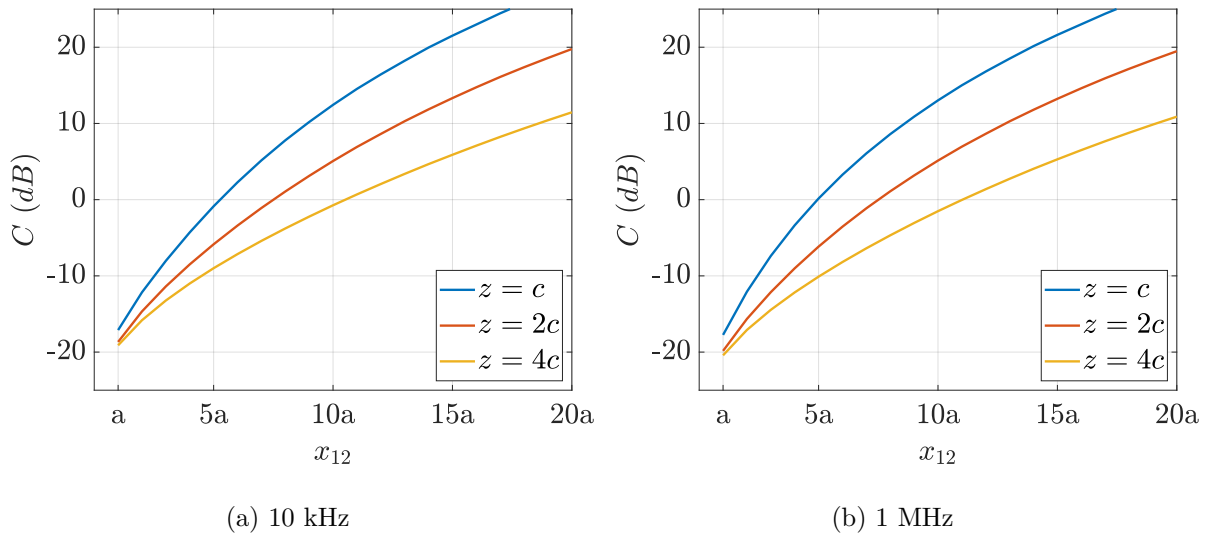 20
10
0
-10
-20
C (dB)
a 5a 10a 15a 20a
x₁₂
z = c
z = 2c
z = 4c
(a) 10 kHz
20
10
0
-10
-20
C (dB)
a 5a 10a 15a 20a
x₁₂
z = c
z = 2c
z = 4c
(b) 1 MHz